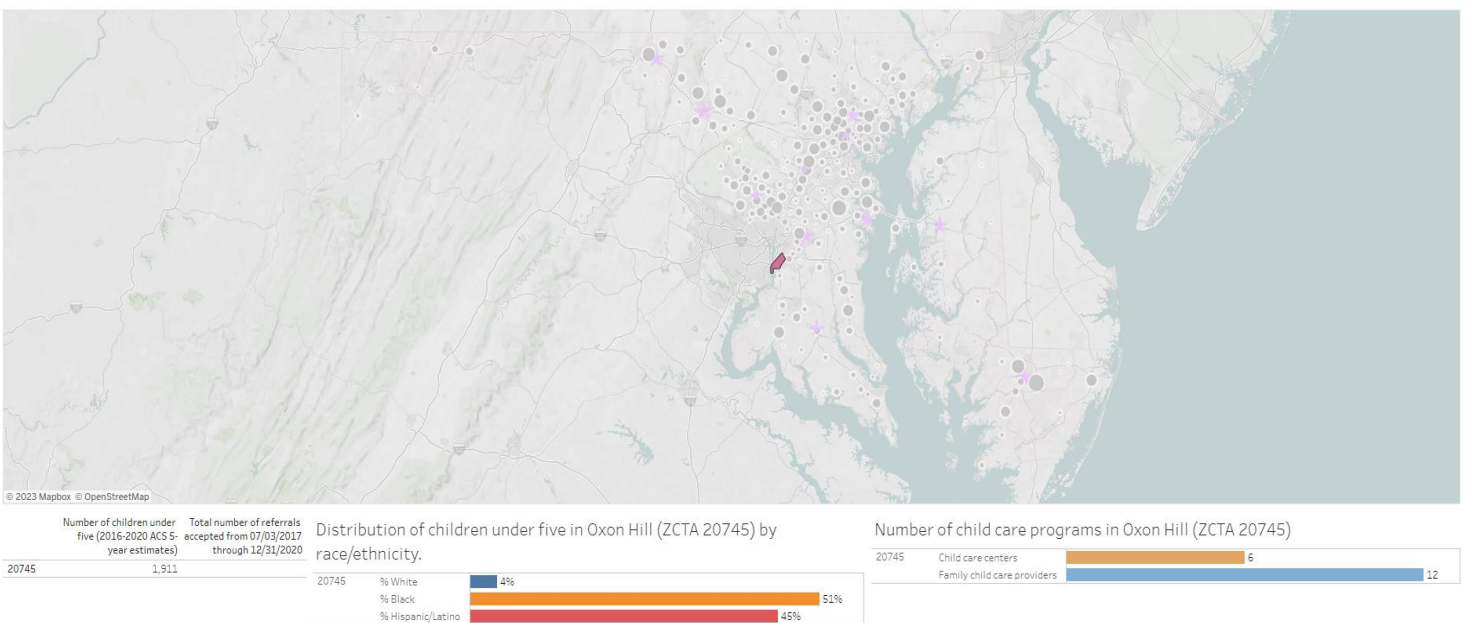 © 2023 Mapbox © OpenStreetMap
Number of children under
five (2016-2020 ACS 5-
year estimates)
Total number of referrals
accepted from 07/03/2017
through 12/31/2020
20745 1,911
Distribution of children under five in Oxon Hill (ZCTA 20745) by
race/ethnicity.
20745 % White 4%
% Black 51%
% Hispanic/Latino 45%
Number of child care programs in Oxon Hill (ZCTA 20745)
20745 Child care centers 6
Family child care providers 12